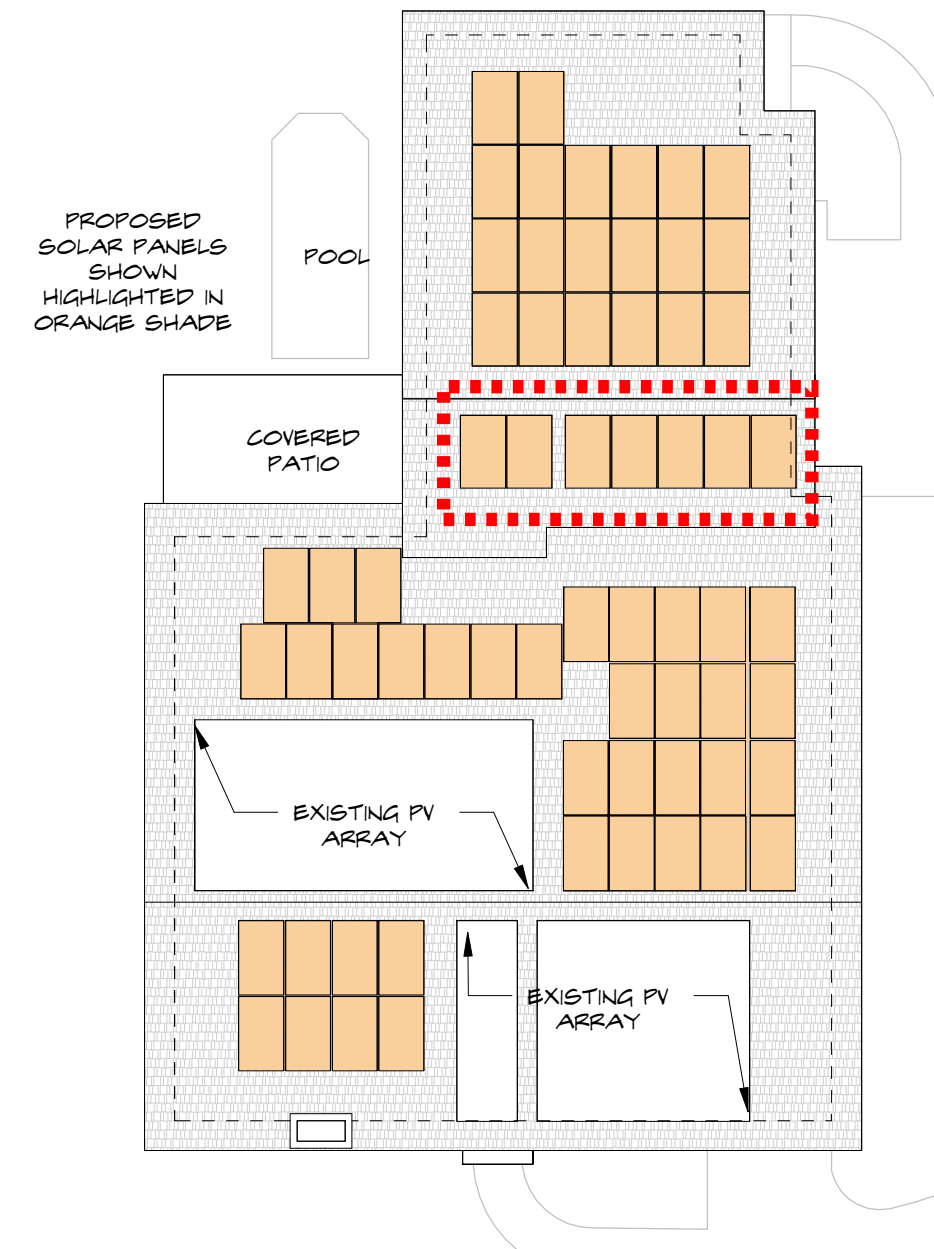 PROPOSED
SOLAR PANELS
SHOWN
HIGHLIGHTED IN
ORANGE SHADE
POOL
COVERED
PATIO
EXISTING PV
ARRAY
EXISTING PV
ARRAY